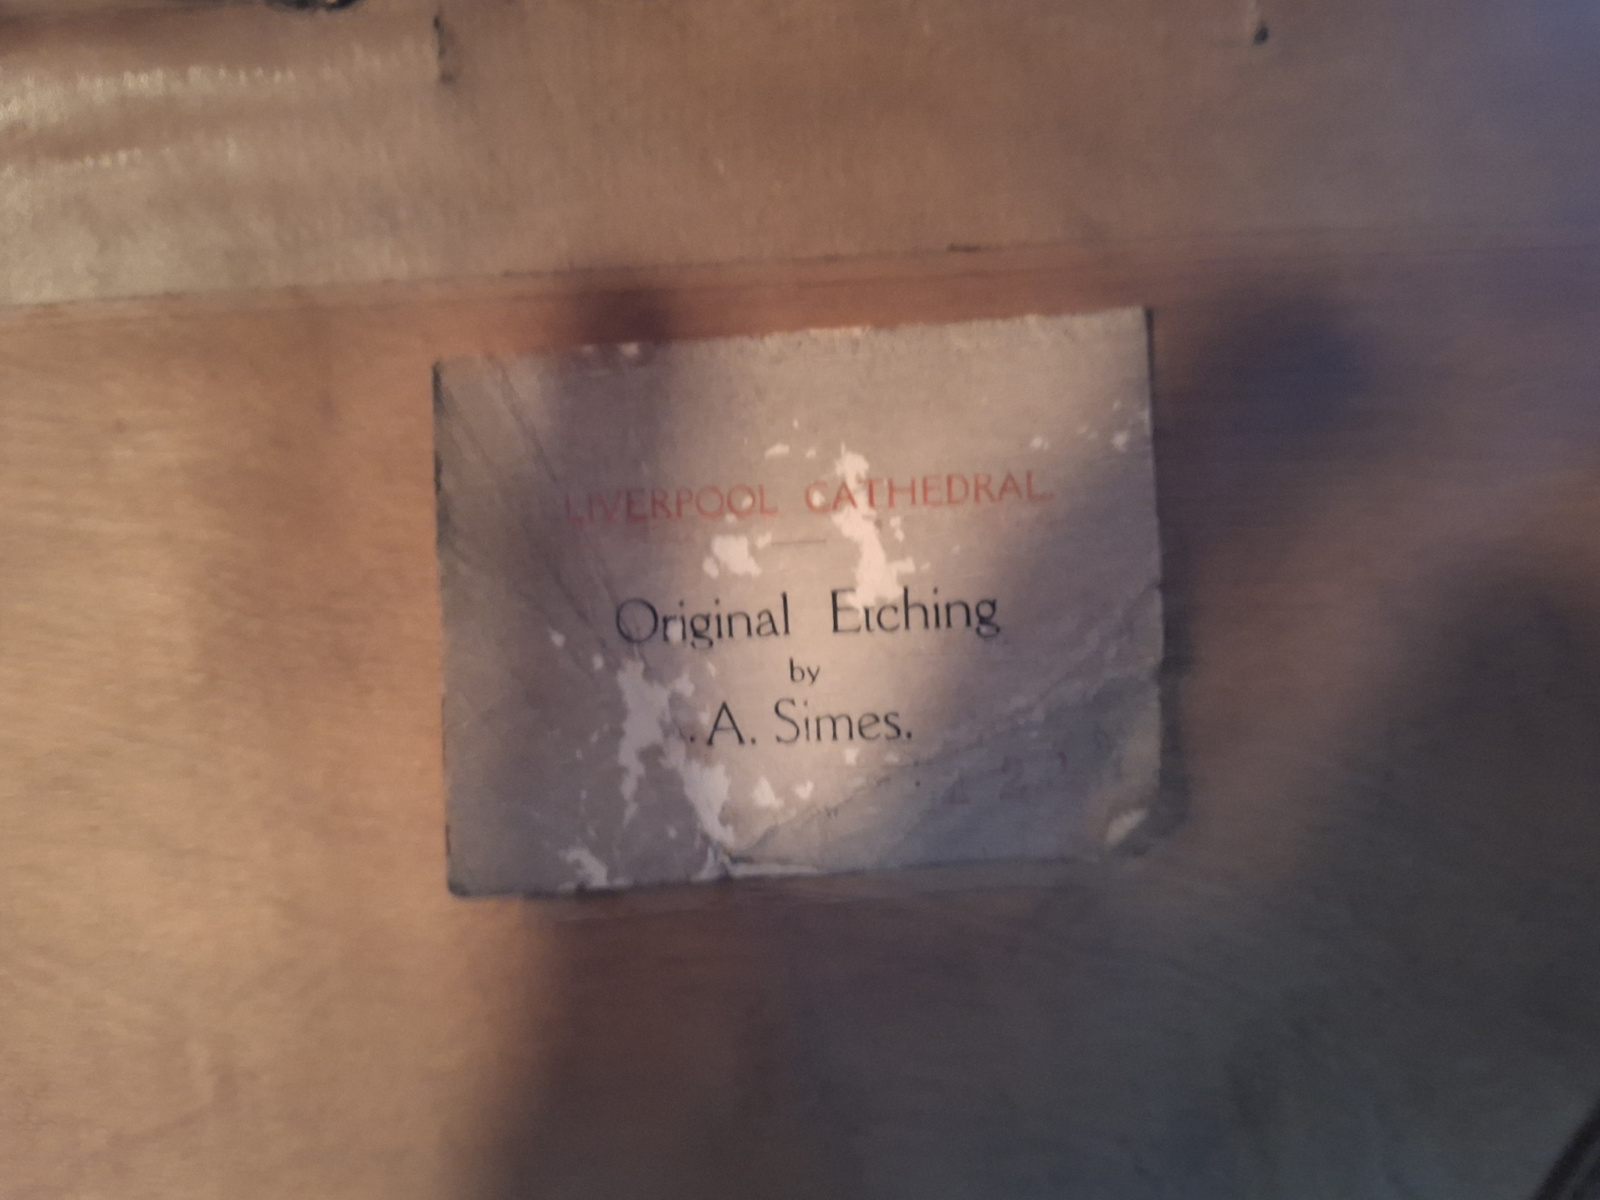 LIVERPOOL CATHEDRAL.
Original Etching
by
A. Simes.